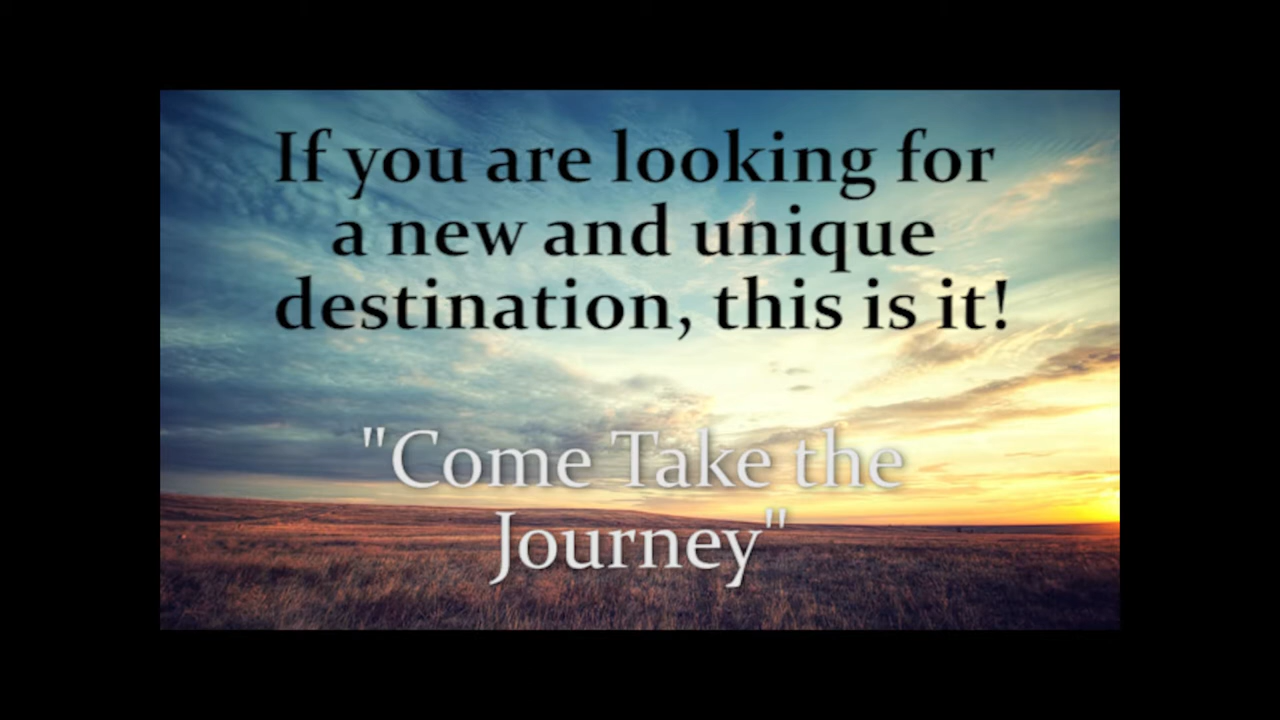 If you are looking for
a new and unique
destination, this is it!
"Come Take the
Journey"